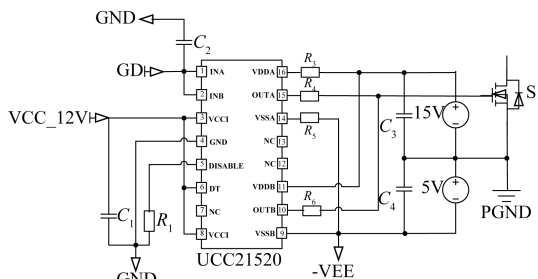 GND
C2
GD
VCC_12V
C1
R1
GND
1 INA
2 INB
3 VCCI
4 GND
5 DISABLE
6 DT
7 NC
8 VCCI
VDDA 16
OUTA 15
VSSA 14
NC 13
NC 12
VDDB 11
OUTB 10
VSSB 9
UCC21520
R3
R4
R5
R6
C3
15V
C4
5V
S
PGND
-VEE